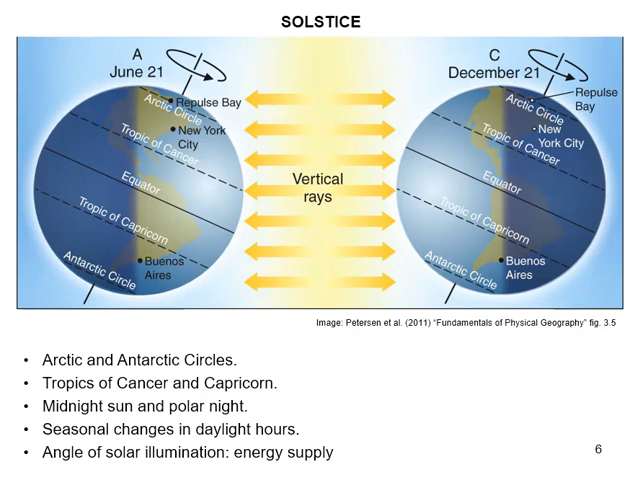 SOLSTICE
A
June 21
Arctic Circle
Repulse Bay
New York
City
Tropic of Cancer
Equator
Tropic of Capricorn
Buenos
Aires
Antarctic Circle
Vertical
rays
C
December 21
Repulse
Bay
Arctic Circle
New
York City
Tropic of Cancer
Equator
Tropic of Capricorn
Buenos
Aires
Antarctic Circle
Image: Petersen et al. (2011) “Fundamentals of Physical Geography” fig. 3.5
• Arctic and Antarctic Circles.
• Tropics of Cancer and Capricorn.
• Midnight sun and polar night.
• Seasonal changes in daylight hours.
• Angle of solar illumination: energy supply
6